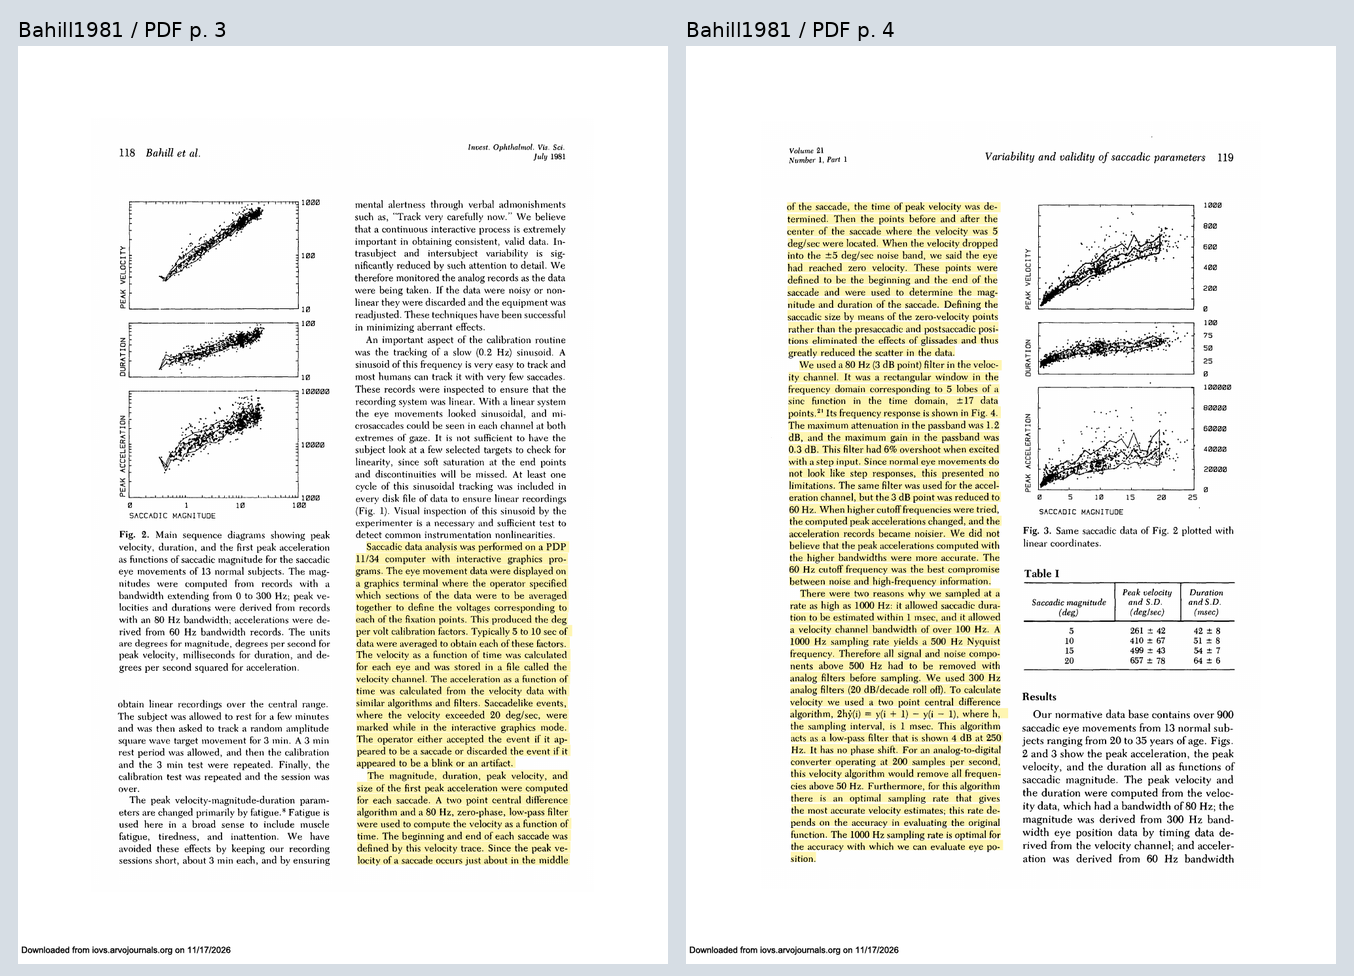 Bahill1981 / PDF p. 3
118 Bahill et al.
Invest. Ophthalmol. Vis. Sci.
July 1981
PEAK VELOCITY
1000
100
10
DURATION
100
10
PEAK ACCELERATION
100000
10000
1000
0 1 10 100
SACCADIC MAGNITUDE
Fig. 2. Main sequence diagrams showing peak
velocity, duration, and the first peak acceleration
as functions of saccadic magnitude for the saccadic
eye movements of 13 normal subjects. The mag-
nitudes were computed from records with a
bandwidth extending from 0 to 300 Hz; peak ve-
locities and durations were derived from records
with an 80 Hz bandwidth; accelerations were de-
rived from 60 Hz bandwidth records. The units
are degrees for magnitude, degrees per second for
peak velocity, milliseconds for duration, and de-
grees per second squared for acceleration.
obtain linear recordings over the central range.
The subject was allowed to rest for a few minutes
and was then asked to track a random amplitude
square wave target movement for 3 min. A 3 min
rest period was allowed, and then the calibration
and the 3 min test were repeated. Finally, the
calibration test was repeated and the session was
over.
The peak velocity-magnitude-duration param-
eters are changed primarily by fatigue.⁸ Fatigue is
used here in a broad sense to include muscle
fatigue, tiredness, and inattention. We have
avoided these effects by keeping our recording
sessions short, about 3 min each, and by ensuring
mental alertness through verbal admonishments
such as, "Track very carefully now." We believe
that a continuous interactive process is extremely
important in obtaining consistent, valid data. In-
trasubject and intersubject variability is sig-
nificantly reduced by such attention to detail. We
therefore monitored the analog records as the data
were being taken. If the data were noisy or non-
linear they were discarded and the equipment was
readjusted. These techniques have been successful
in minimizing aberrant effects.
An important aspect of the calibration routine
was the tracking of a slow (0.2 Hz) sinusoid. A
sinusoid of this frequency is very easy to track and
most humans can track it with very few saccades.
These records were inspected to ensure that the
recording system was linear. With a linear system
the eye movements looked sinusoidal, and mi-
crosaccades could be seen in each channel at both
extremes of gaze. It is not sufficient to have the
subject look at a few selected targets to check for
linearity, since soft saturation at the end points
and discontinuities will be missed. At least one
cycle of this sinusoidal tracking was included in
every disk file of data to ensure linear recordings
(Fig. 1). Visual inspection of this sinusoid by the
experimenter is a necessary and sufficient test to
detect common instrumentation nonlinearities.
Saccadic data analysis was performed on a PDP
11/34 computer with interactive graphics pro-
grams. The eye movement data were displayed on
a graphics terminal where the operator specified
which sections of the data were to be averaged
together to define the voltages corresponding to
each of the fixation points. This produced the deg
per volt calibration factors. Typically 5 to 10 sec of
data were averaged to obtain each of these factors.
The velocity as a function of time was calculated
for each eye and was stored in a file called the
velocity channel. The acceleration as a function of
time was calculated from the velocity data with
similar algorithms and filters. Saccadelike events,
where the velocity exceeded 20 deg/sec, were
marked while in the interactive graphics mode.
The operator either accepted the event if it ap-
peared to be a saccade or discarded the event if it
appeared to be a blink or an artifact.
The magnitude, duration, peak velocity, and
size of the first peak acceleration were computed
for each saccade. A two point central difference
algorithm and a 80 Hz, zero-phase, low-pass filter
were used to compute the velocity as a function of
time. The beginning and end of each saccade was
defined by this velocity trace. Since the peak ve-
locity of a saccade occurs just about in the middle
Downloaded from iovs.arvojournals.org on 11/17/2026
Bahill1981 / PDF p. 4
Volume 21
Number 1, Part 1
Variability and validity of saccadic parameters 119
of the saccade, the time of peak velocity was de-
termined. Then the points before and after the
center of the saccade where the velocity was 5
deg/sec were located. When the velocity dropped
into the ±5 deg/sec noise band, we said the eye
had reached zero velocity. These points were
defined to be the beginning and the end of the
saccade and were used to determine the mag-
nitude and duration of the saccade. Defining the
saccadic size by means of the zero-velocity points
rather than the presaccadic and postsaccadic posi-
tions eliminated the effects of glissades and thus
greatly reduced the scatter in the data.
We used a 80 Hz (3 dB point) filter in the veloc-
ity channel. It was a rectangular window in the
frequency domain corresponding to 5 lobes of a
sinc function in the time domain, ±17 data
points.²¹ Its frequency response is shown in Fig. 4.
The maximum attenuation in the passband was 1.2
dB, and the maximum gain in the passband was
0.3 dB. This filter had 6% overshoot when excited
with a step input. Since normal eye movements do
not look like step responses, this presented no
limitations. The same filter was used for the accel-
eration channel, but the 3 dB point was reduced to
60 Hz. When higher cutoff frequencies were tried,
the computed peak accelerations changed, and the
acceleration records became noisier. We did not
believe that the peak accelerations computed with
the higher bandwidths were more accurate. The
60 Hz cutoff frequency was the best compromise
between noise and high-frequency information.
There were two reasons why we sampled at a
rate as high as 1000 Hz: it allowed saccadic dura-
tion to be estimated within 1 msec, and it allowed
a velocity channel bandwidth of over 100 Hz. A
1000 Hz sampling rate yields a 500 Hz Nyquist
frequency. Therefore all signal and noise compo-
nents above 500 Hz had to be removed with
analog filters before sampling. We used 300 Hz
analog filters (20 dB/decade roll off). To calculate
velocity we used a two point central difference
algorithm, 2hẏ(i) = y(i + 1) − y(i − 1), where h,
the sampling interval, is 1 msec. This algorithm
acts as a low-pass filter that is shown 4 dB at 250
Hz. It has no phase shift. For an analog-to-digital
converter operating at 200 samples per second,
this velocity algorithm would remove all frequen-
cies above 50 Hz. Furthermore, for this algorithm
there is an optimal sampling rate that gives
the most accurate velocity estimates; this rate de-
pends on the accuracy in evaluating the original
function. The 1000 Hz sampling rate is optimal for
the accuracy with which we can evaluate eye po-
sition.
PEAK VELOCITY
1000
800
600
400
200
0
DURATION
100
75
50
25
0
PEAK ACCELERATION
100000
80000
60000
40000
20000
0
0 5 10 15 20 25
SACCADIC MAGNITUDE
Fig. 3. Same saccadic data of Fig. 2 plotted with
linear coordinates.
Table I
Saccadic magnitude (deg) Peak velocity and S.D. (deg/sec) Duration and S.D. (msec)
5 261 ± 42 42 ± 8
10 410 ± 67 51 ± 8
15 499 ± 43 54 ± 7
20 657 ± 78 64 ± 6
Results
Our normative data base contains over 900
saccadic eye movements from 13 normal sub-
jects ranging from 20 to 35 years of age. Figs.
2 and 3 show the peak acceleration, the peak
velocity, and the duration all as functions of
saccadic magnitude. The peak velocity and
the duration were computed from the veloc-
ity data, which had a bandwidth of 80 Hz; the
magnitude was derived from 300 Hz band-
width eye position data by timing data de-
rived from the velocity channel; and acceler-
ation was derived from 60 Hz bandwidth
Downloaded from iovs.arvojournals.org on 11/17/2026